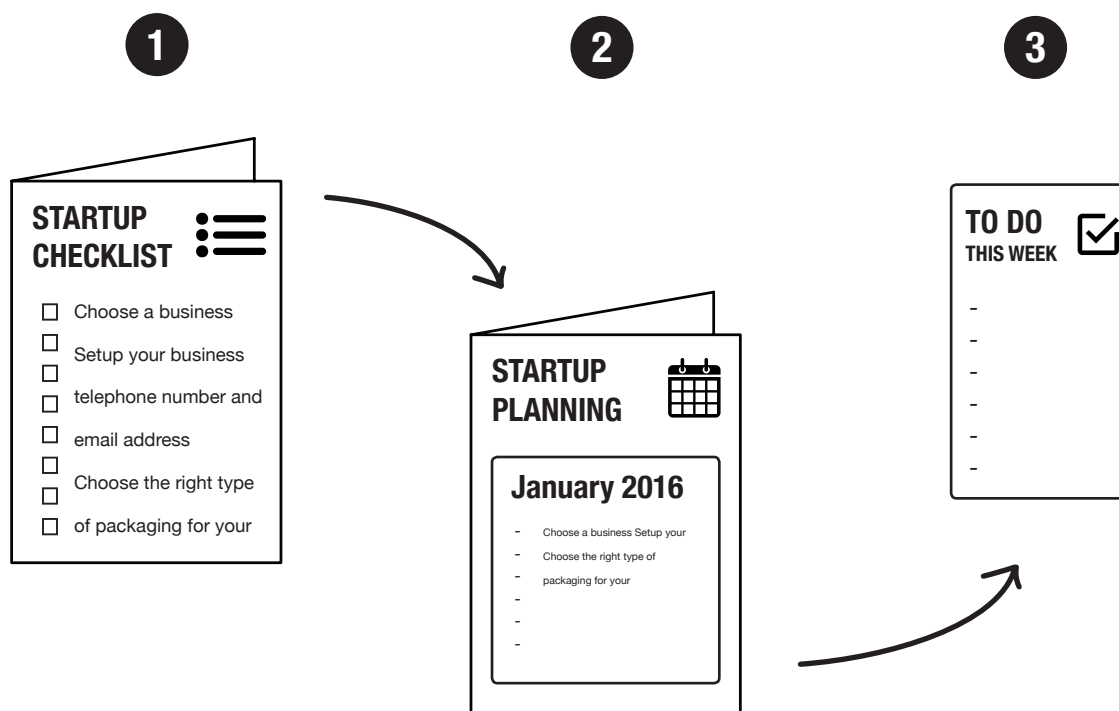 1
2
3
STARTUP
CHECKLIST
Choose a business
Setup your business
telephone number and
email address
Choose the right type
of packaging for your
STARTUP
PLANNING
January 2016
- Choose a business Setup your
- Choose the right type of
- packaging for your
-
-
-
TO DO
THIS WEEK
-
-
-
-
-
-